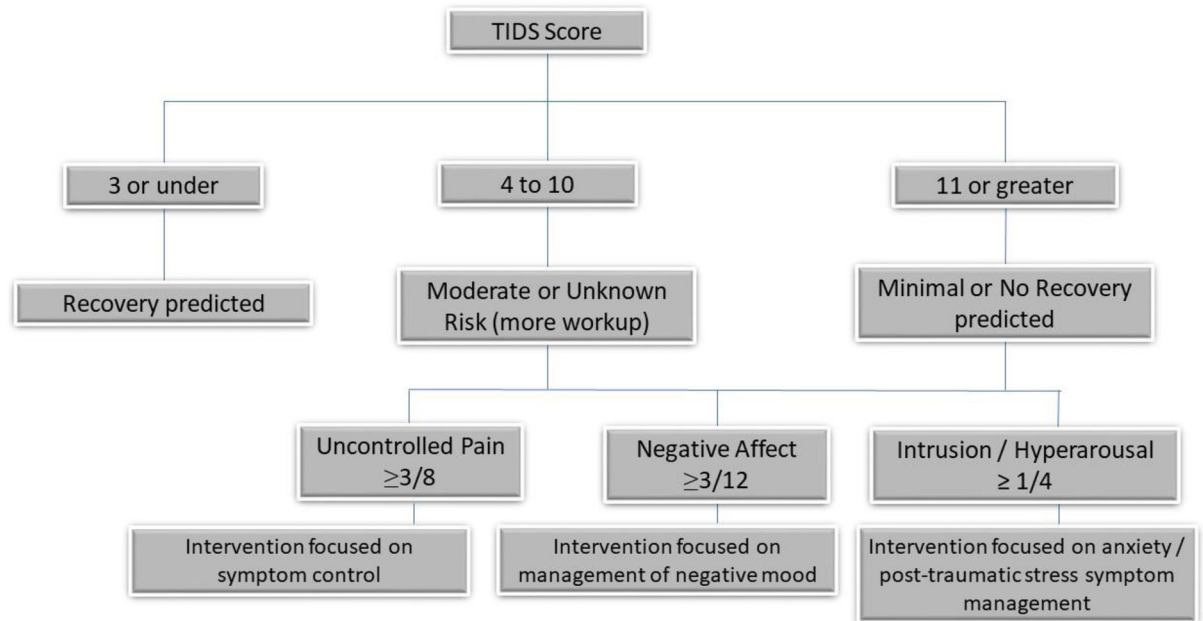 TIDS Score
3 or under
4 to 10
11 or greater
Recovery predicted
Moderate or Unknown
Risk (more workup)
Minimal or No Recovery
predicted
Uncontrolled Pain
≥3/8
Negative Affect
≥3/12
Intrusion / Hyperarousal
≥ 1/4
Intervention focused on
symptom control
Intervention focused on
management of negative mood
Intervention focused on anxiety /
post-traumatic stress symptom
management